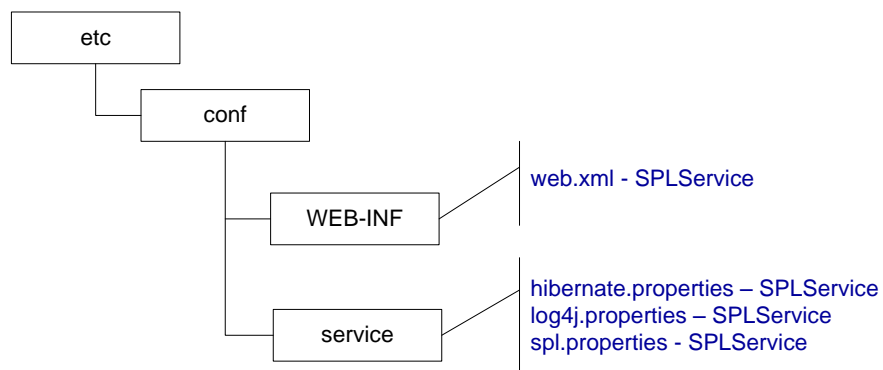 etc
conf
WEB-INF
web.xml - SPLService
service
hibernate.properties – SPLService
log4j.properties – SPLService
spl.properties - SPLService